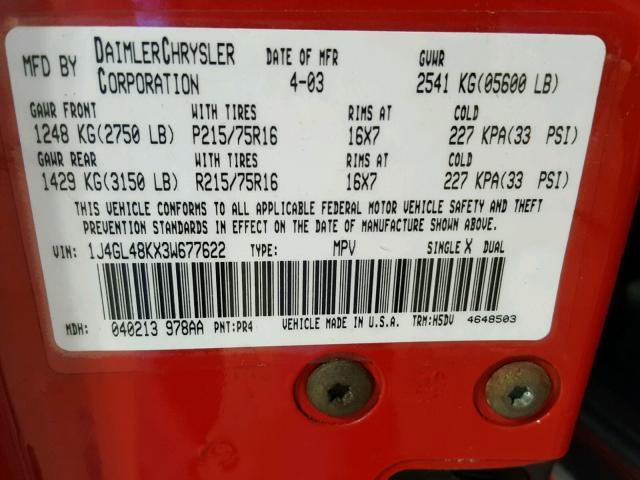 MFD BY DAIMLERCHRYSLER CORPORATION DATE OF MFR 4-03 GVWR 2541 KG(05600 LB)
GAWR FRONT WITH TIRES RIMS AT COLD
1248 KG(2750 LB) P215/75R16 16X7 227 KPA(33 PSI)
GAWR REAR WITH TIRES RIMS AT COLD
1429 KG(3150 LB) R215/75R16 16X7 227 KPA(33 PSI)
THIS VEHICLE CONFORMS TO ALL APPLICABLE FEDERAL MOTOR VEHICLE SAFETY AND THEFT
PREVENTION STANDARDS IN EFFECT ON THE DATE OF MANUFACTURE SHOWN ABOVE.
VIN: 1J4GL48KX3W677622 TYPE: MPV SINGLE X DUAL
MDH: 040213 978AA PNT:PR4 VEHICLE MADE IN U.S.A. TRM:H5DV 4648503